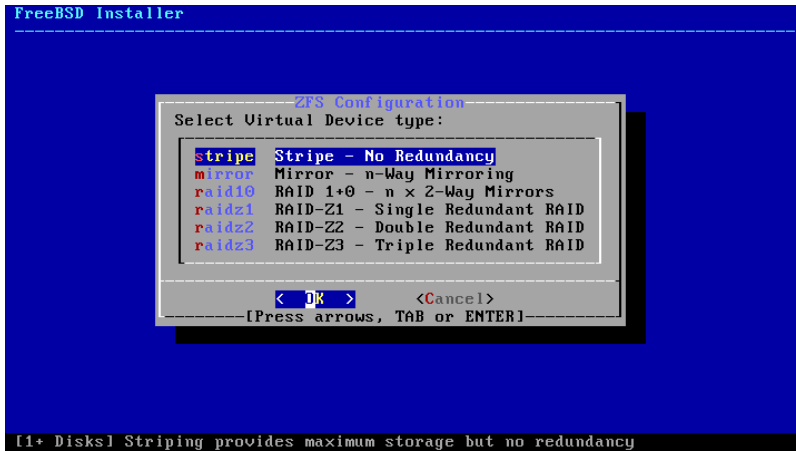 FreeBSD Installer
ZFS Configuration
Select Virtual Device type:
stripe Stripe - No Redundancy
mirror Mirror - n-Way Mirroring
raid10 RAID 1+0 - n x 2-Way Mirrors
raidz1 RAID-Z1 - Single Redundant RAID
raidz2 RAID-Z2 - Double Redundant RAID
raidz3 RAID-Z3 - Triple Redundant RAID
< OK > <Cancel>
[Press arrows, TAB or ENTER]
[1+ Disks] Striping provides maximum storage but no redundancy